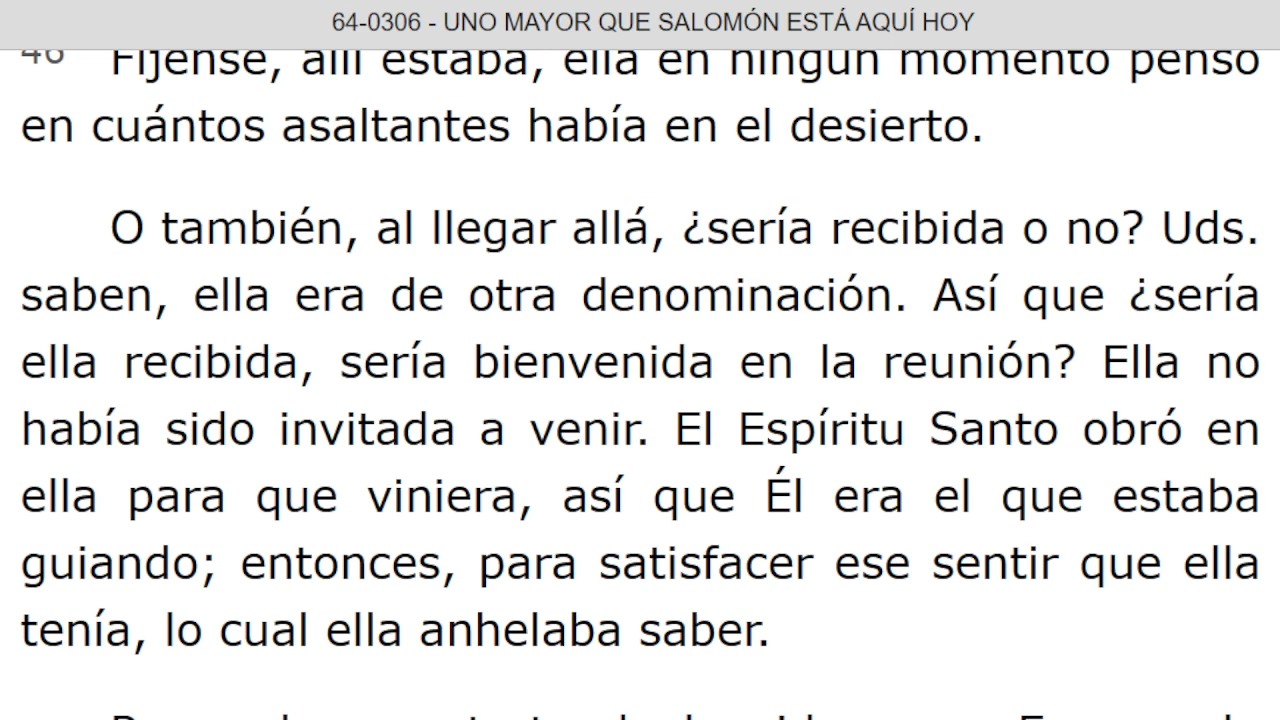 64-0306 - UNO MAYOR QUE SALOMÓN ESTÁ AQUÍ HOY
46 Fíjense, allí estaba, ella en ningún momento pensó
en cuántos asaltantes había en el desierto.
O también, al llegar allá, ¿sería recibida o no? Uds.
saben, ella era de otra denominación. Así que ¿sería
ella recibida, sería bienvenida en la reunión? Ella no
había sido invitada a venir. El Espíritu Santo obró en
ella para que viniera, así que Él era el que estaba
guiando; entonces, para satisfacer ese sentir que ella
tenía, lo cual ella anhelaba saber.